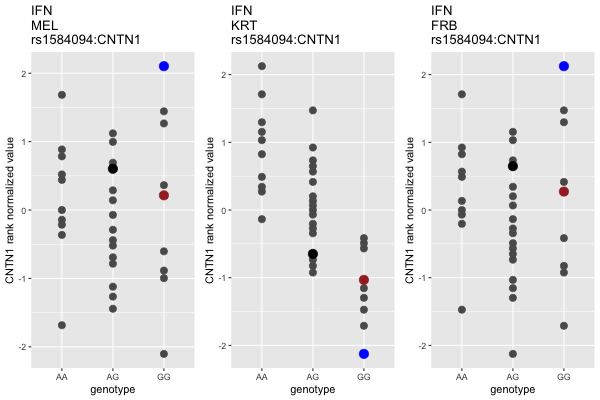 IFN
MEL
rs1584094:CNTN1
CNTN1 rank normalized value
2
1
0
-1
-2
AA
AG
GG
genotype
IFN
KRT
rs1584094:CNTN1
CNTN1 rank normalized value
2
1
0
-1
-2
AA
AG
GG
genotype
IFN
FRB
rs1584094:CNTN1
CNTN1 rank normalized value
2
1
0
-1
-2
AA
AG
GG
genotype